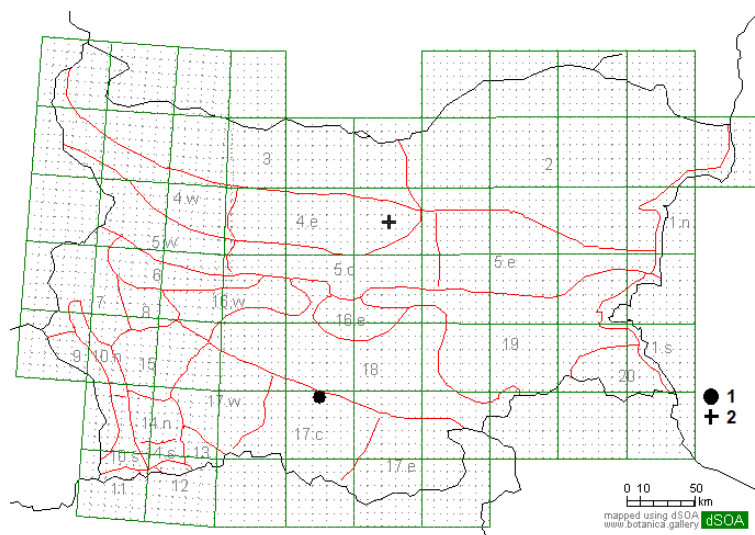 3
2
4.w
4.e
1.n
5.w
5.c
5.e
6
16.w
7
8
16.e
9
10.n
15
18
19
1.s
20
17.w
1
2
14.n
17.c
10.s
14.s
13
17.e
11
12
0 10 50
km
mapped using dSOA
www.botanica.gallery
dSOA